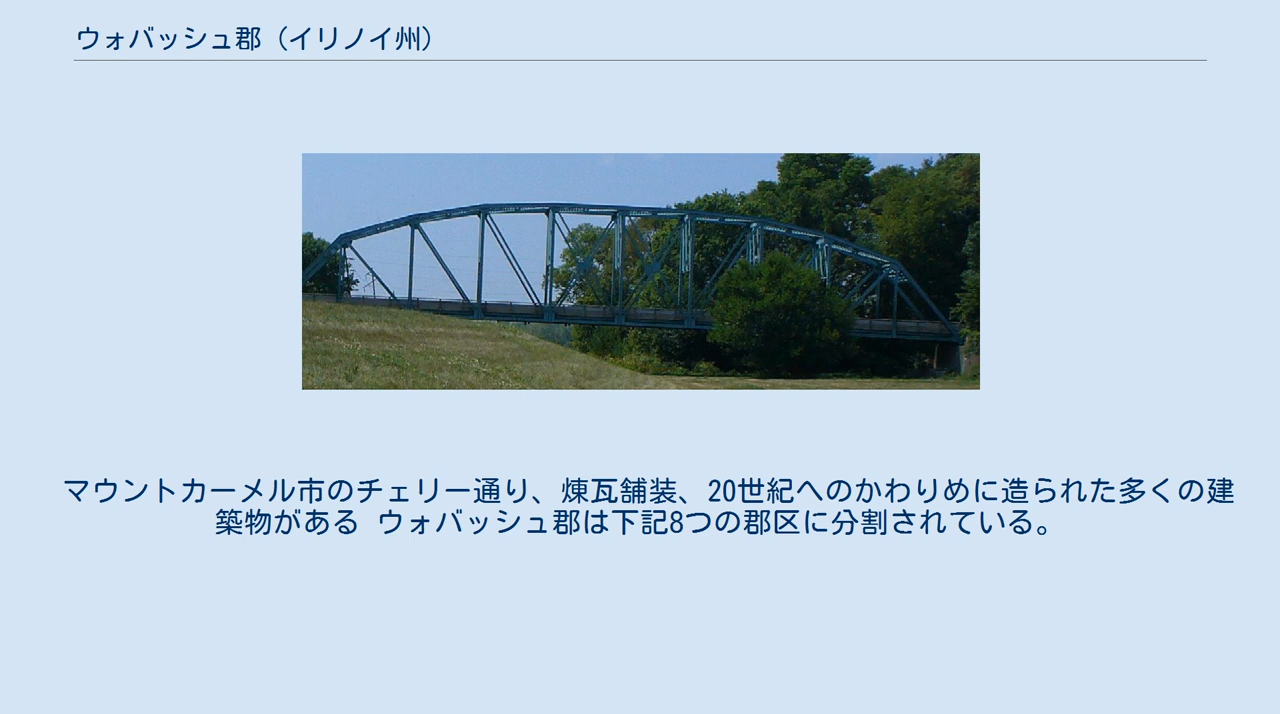 ウォバッシュ郡（イリノイ州）
マウントカーメル市のチェリー通り、煉瓦舗装、20世紀へのかわりめに造られた多くの建
築物がある ウォバッシュ郡は下記8つの郡区に分割されている。